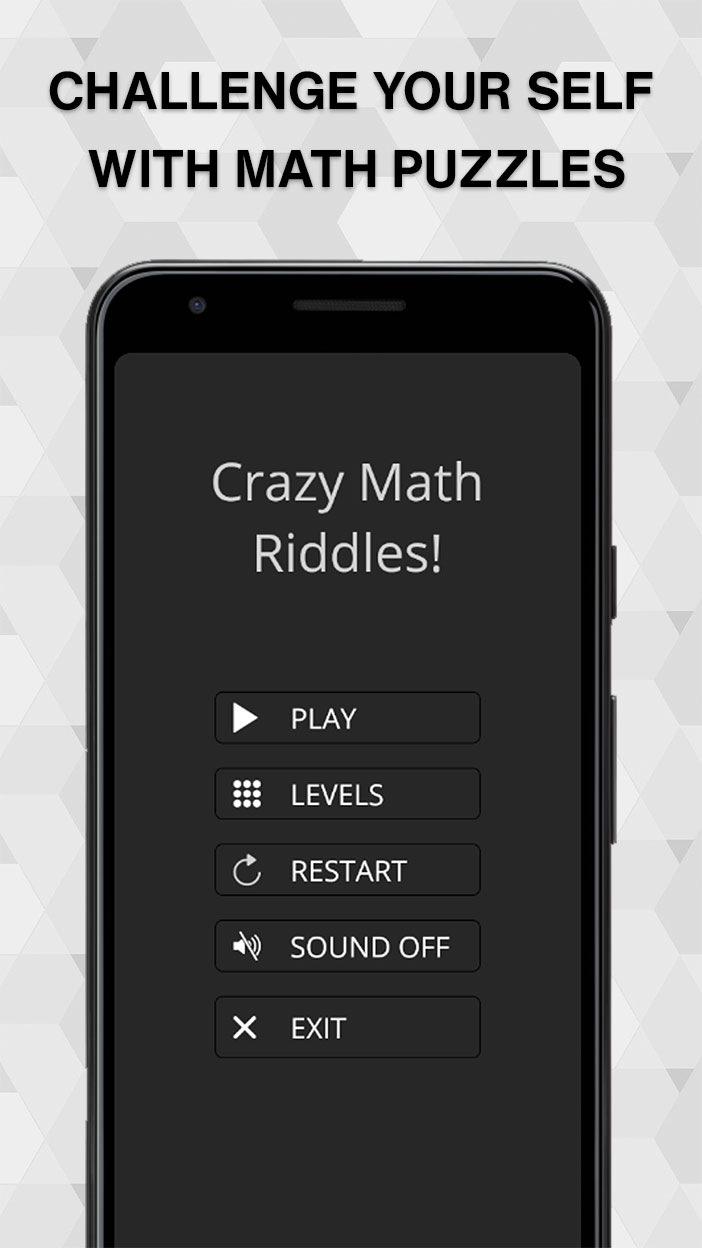 CHALLENGE YOUR SELF
WITH MATH PUZZLES
Crazy Math
Riddles!
PLAY
LEVELS
RESTART
SOUND OFF
EXIT